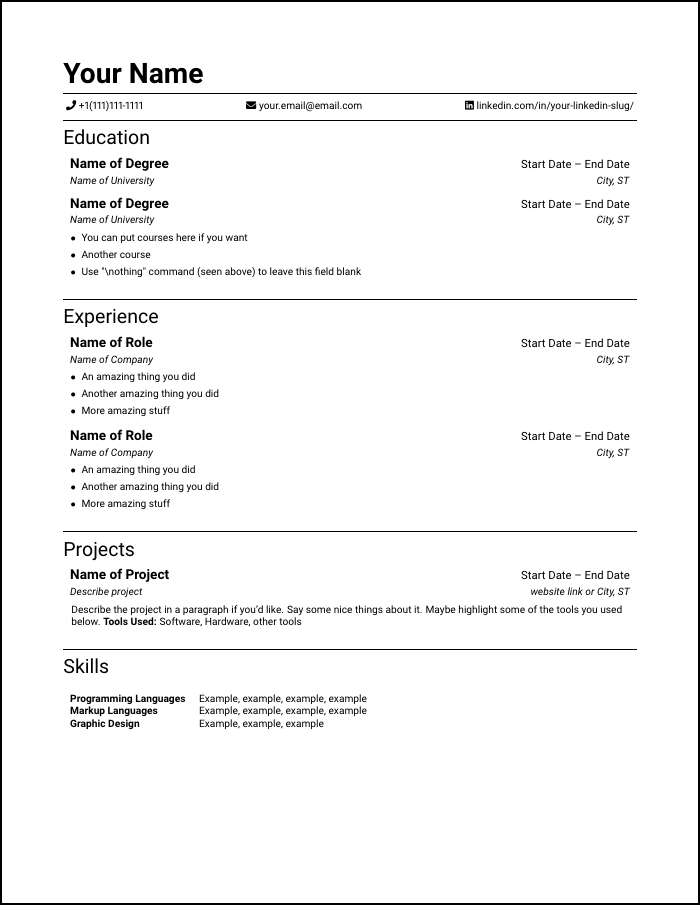 Your Name
+1(111)111-1111 your.email@email.com linkedin.com/in/your-linkedin-slug/
Education
Name of Degree Start Date – End Date
Name of University City, ST
Name of Degree Start Date – End Date
Name of University City, ST
• You can put courses here if you want
• Another course
• Use "\nothing" command (seen above) to leave this field blank
Experience
Name of Role Start Date – End Date
Name of Company City, ST
• An amazing thing you did
• Another amazing thing you did
• More amazing stuff
Name of Role Start Date – End Date
Name of Company City, ST
• An amazing thing you did
• Another amazing thing you did
• More amazing stuff
Projects
Name of Project Start Date – End Date
Describe project website link or City, ST
Describe the project in a paragraph if you’d like. Say some nice things about it. Maybe highlight some of the tools you used
below. Tools Used: Software, Hardware, other tools
Skills
Programming Languages Example, example, example, example
Markup Languages Example, example, example, example
Graphic Design Example, example, example